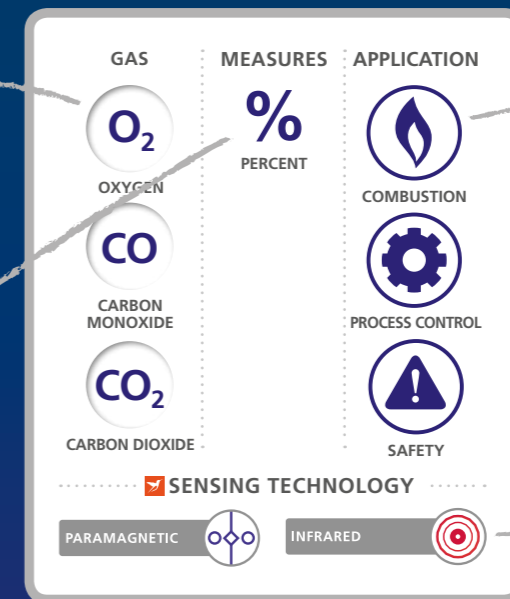 GAS
MEASURES
APPLICATION
O₂
OXYGEN
%
PERCENT
COMBUSTION
CO
CARBON
MONOXIDE
PROCESS CONTROL
CO₂
CARBON DIOXIDE
SAFETY
SENSING TECHNOLOGY
PARAMAGNETIC
INFRARED